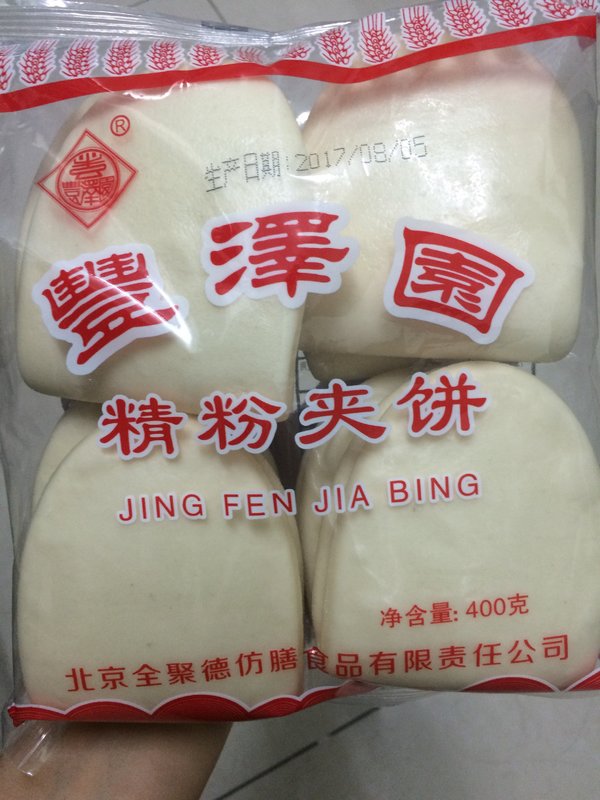 ®
生产日期:2017/08/05
豐澤園
精粉夹饼
JING FEN JIA BING
净含量: 400克
北京全聚德仿膳食品有限责任公司